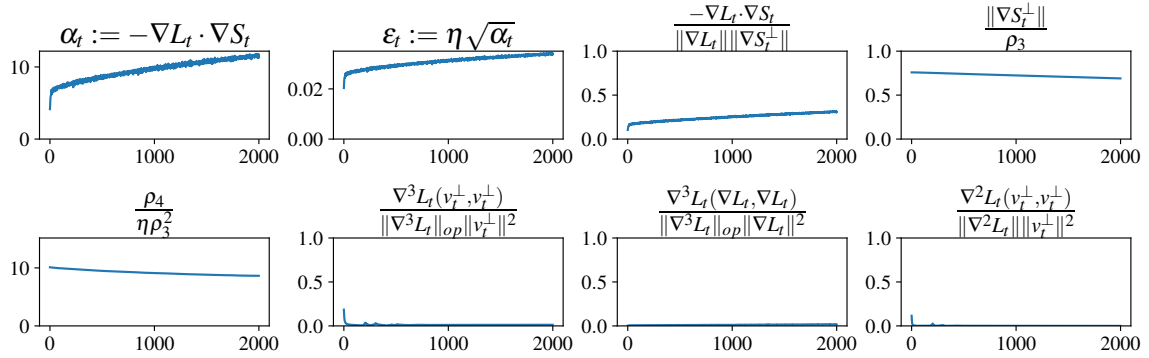 α_t := −∇L_t · ∇S_t
ε_t := η√α_t
−∇L_t·∇S_t / ‖∇L_t‖‖∇S_t^⊥‖
‖∇S_t^⊥‖ / ρ_3
10
0
0 1000 2000
0.02
0.00
0 1000 2000
1.0
0.5
0.0
0 1000 2000
1.0
0.5
0.0
0 1000 2000
ρ_4 / ηρ_3^2
∇^3L_t(v_t^⊥,v_t^⊥) / ‖∇^3L_t‖_op‖v_t^⊥‖^2
∇^3L_t(∇L_t,∇L_t) / ‖∇^3L_t‖_op‖∇L_t‖^2
∇^2L_t(v_t^⊥,v_t^⊥) / ‖∇^2L_t‖‖v_t^⊥‖^2
10
0
0 1000 2000
1.0
0.5
0.0
0 1000 2000
1.0
0.5
0.0
0 1000 2000
1.0
0.5
0.0
0 1000 2000